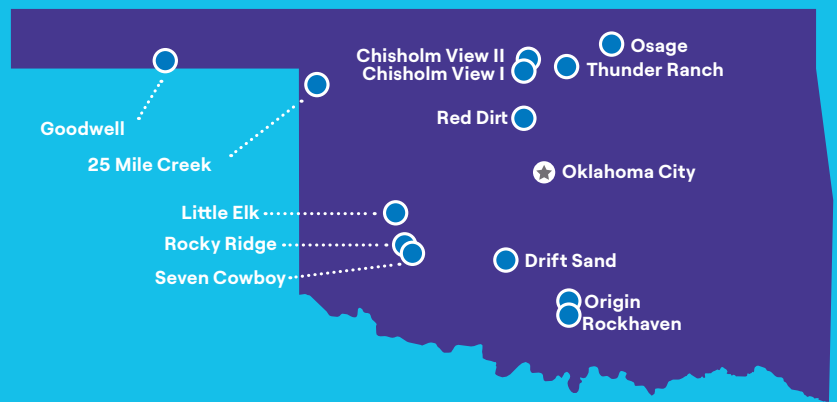 Osage
Chisholm View II
Thunder Ranch
Chisholm View I
Red Dirt
Goodwell
25 Mile Creek
Oklahoma City
Little Elk
Rocky Ridge
Drift Sand
Seven Cowboy
Origin
Rockhaven